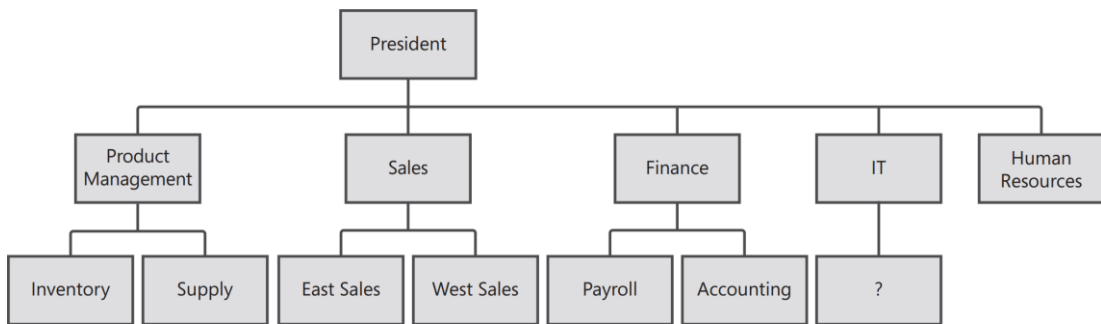 President
Product
Management
Sales
Finance
IT
Human
Resources
Inventory
Supply
East Sales
West Sales
Payroll
Accounting
?